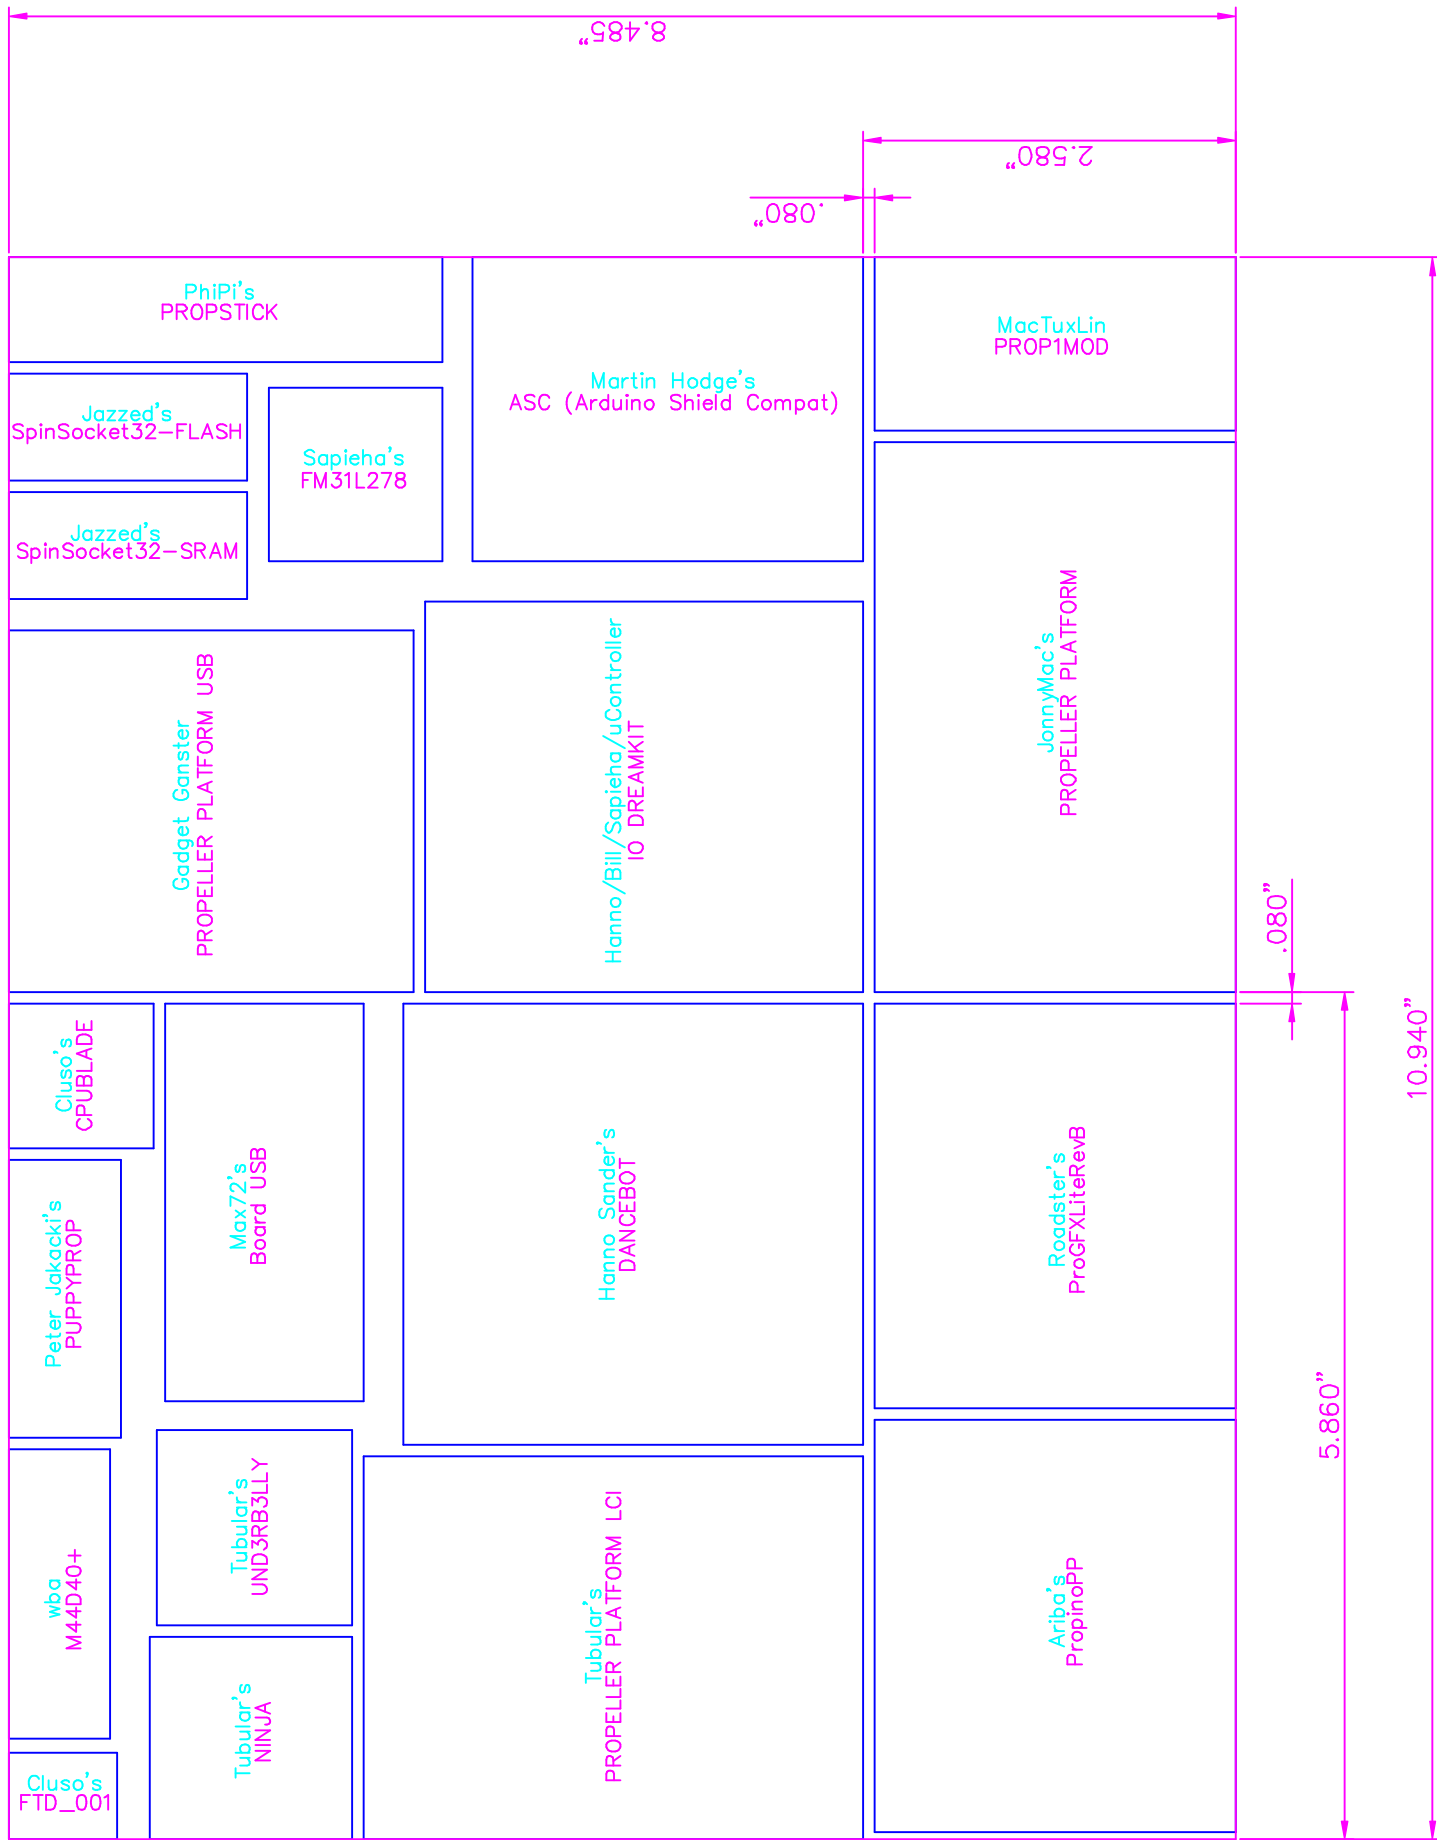 8.485"
2.580"
.080"
PhiPi's
PROPSTICK
MacTuxLin
PROP1MOD
Martin Hodge's
ASC (Arduino Shield Compat)
Jazzed's
SpinSocket32-FLASH
Sapieha's
FM31L278
Jazzed's
SpinSocket32-SRAM
Gadget Ganster
PROPELLER PLATFORM USB
Hanno/Bill/Sapieha/uController
IO DREAMKIT
JonnyMac's
PROPELLER PLATFORM
.080"
10.940"
Cluso's
CPUBLADE
Max72's
Board USB
Hanno Sander's
DANCEBOT
Roadster's
ProGFXLiteRevB
Peter Jakacki's
PUPPYPROP
5.860"
Tubular's
UND3RB3LLY
wba
M44D40+
Tubular's
PROPELLER PLATFORM LCI
Ariba's
PropinoPP
Tubular's
NINJA
Cluso's
FTD_001